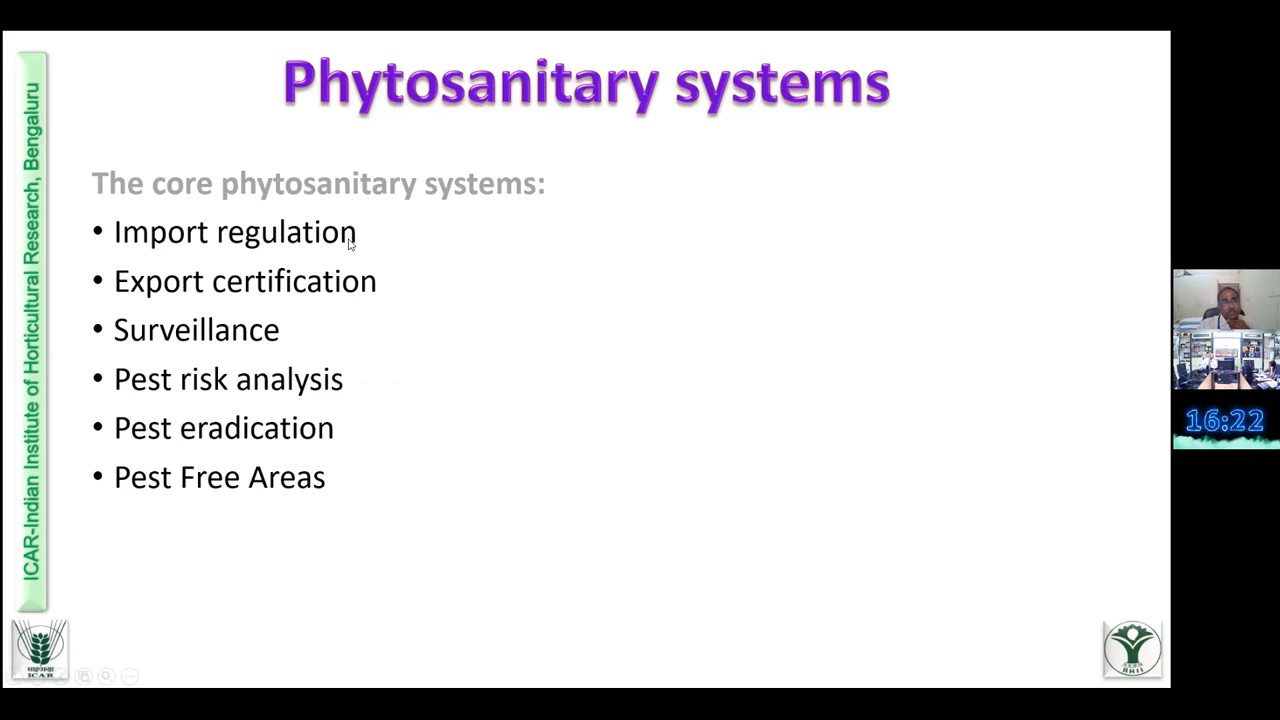 Phytosanitary systems
ICAR-Indian Institute of Horticultural Research, Bengaluru
The core phytosanitary systems:
• Import regulation
• Export certification
• Surveillance
• Pest risk analysis
• Pest eradication
• Pest Free Areas
16:22
ICAR